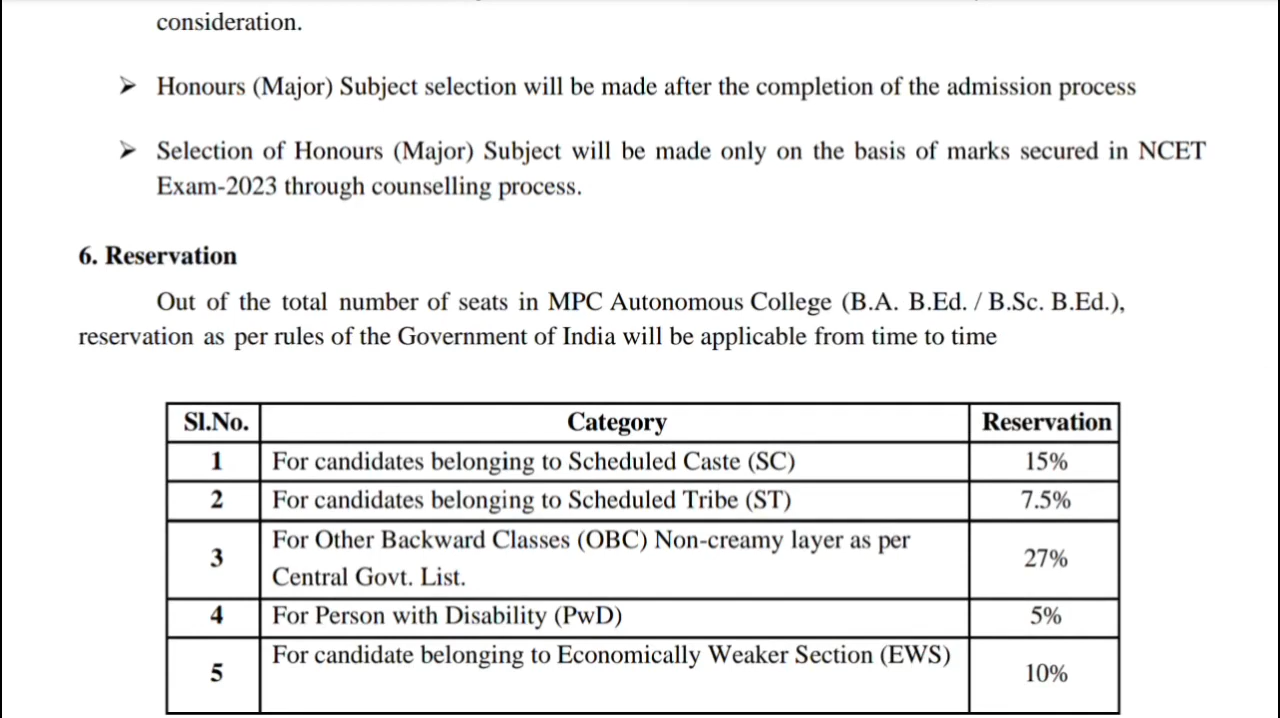 consideration.
➢ Honours (Major) Subject selection will be made after the completion of the admission process
➢ Selection of Honours (Major) Subject will be made only on the basis of marks secured in NCET
Exam-2023 through counselling process.
6. Reservation
Out of the total number of seats in MPC Autonomous College (B.A. B.Ed. / B.Sc. B.Ed.),
reservation as per rules of the Government of India will be applicable from time to time
Sl.No. Category Reservation
1 For candidates belonging to Scheduled Caste (SC) 15%
2 For candidates belonging to Scheduled Tribe (ST) 7.5%
3 For Other Backward Classes (OBC) Non-creamy layer as per
Central Govt. List. 27%
4 For Person with Disability (PwD) 5%
5 For candidate belonging to Economically Weaker Section (EWS) 10%